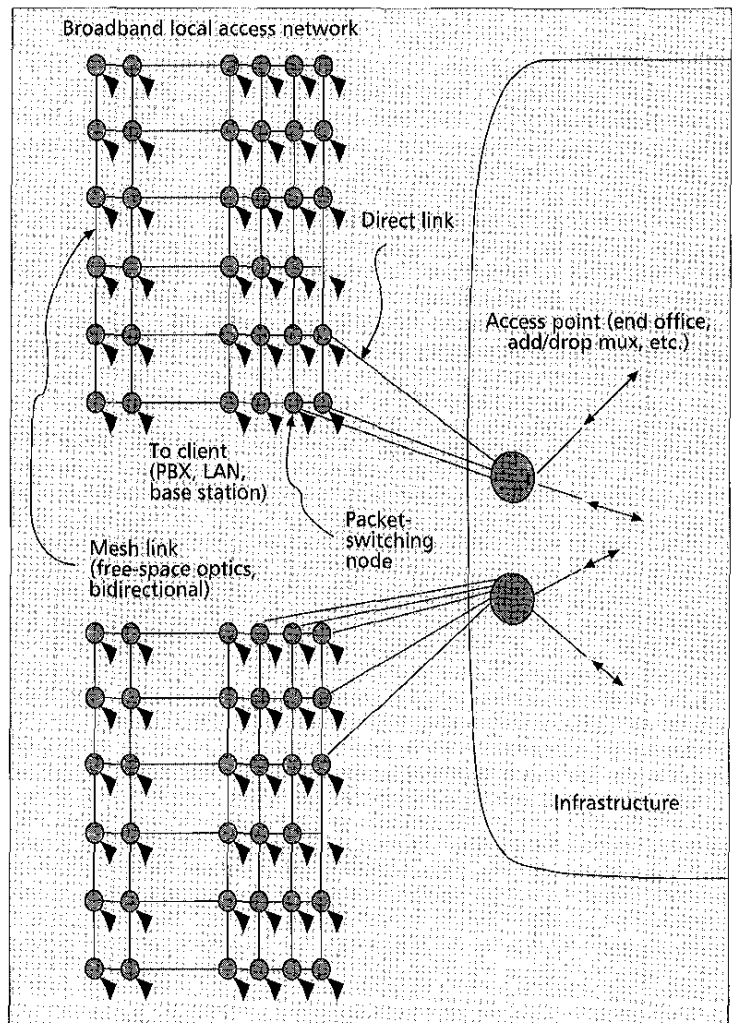 Broadband local access network
Direct link
Access point (end office,
add/drop mux, etc.)
To client
(PBX, LAN,
base station)
Packet-
switching
node
Mesh link
(free-space optics,
bidirectional)
Infrastructure